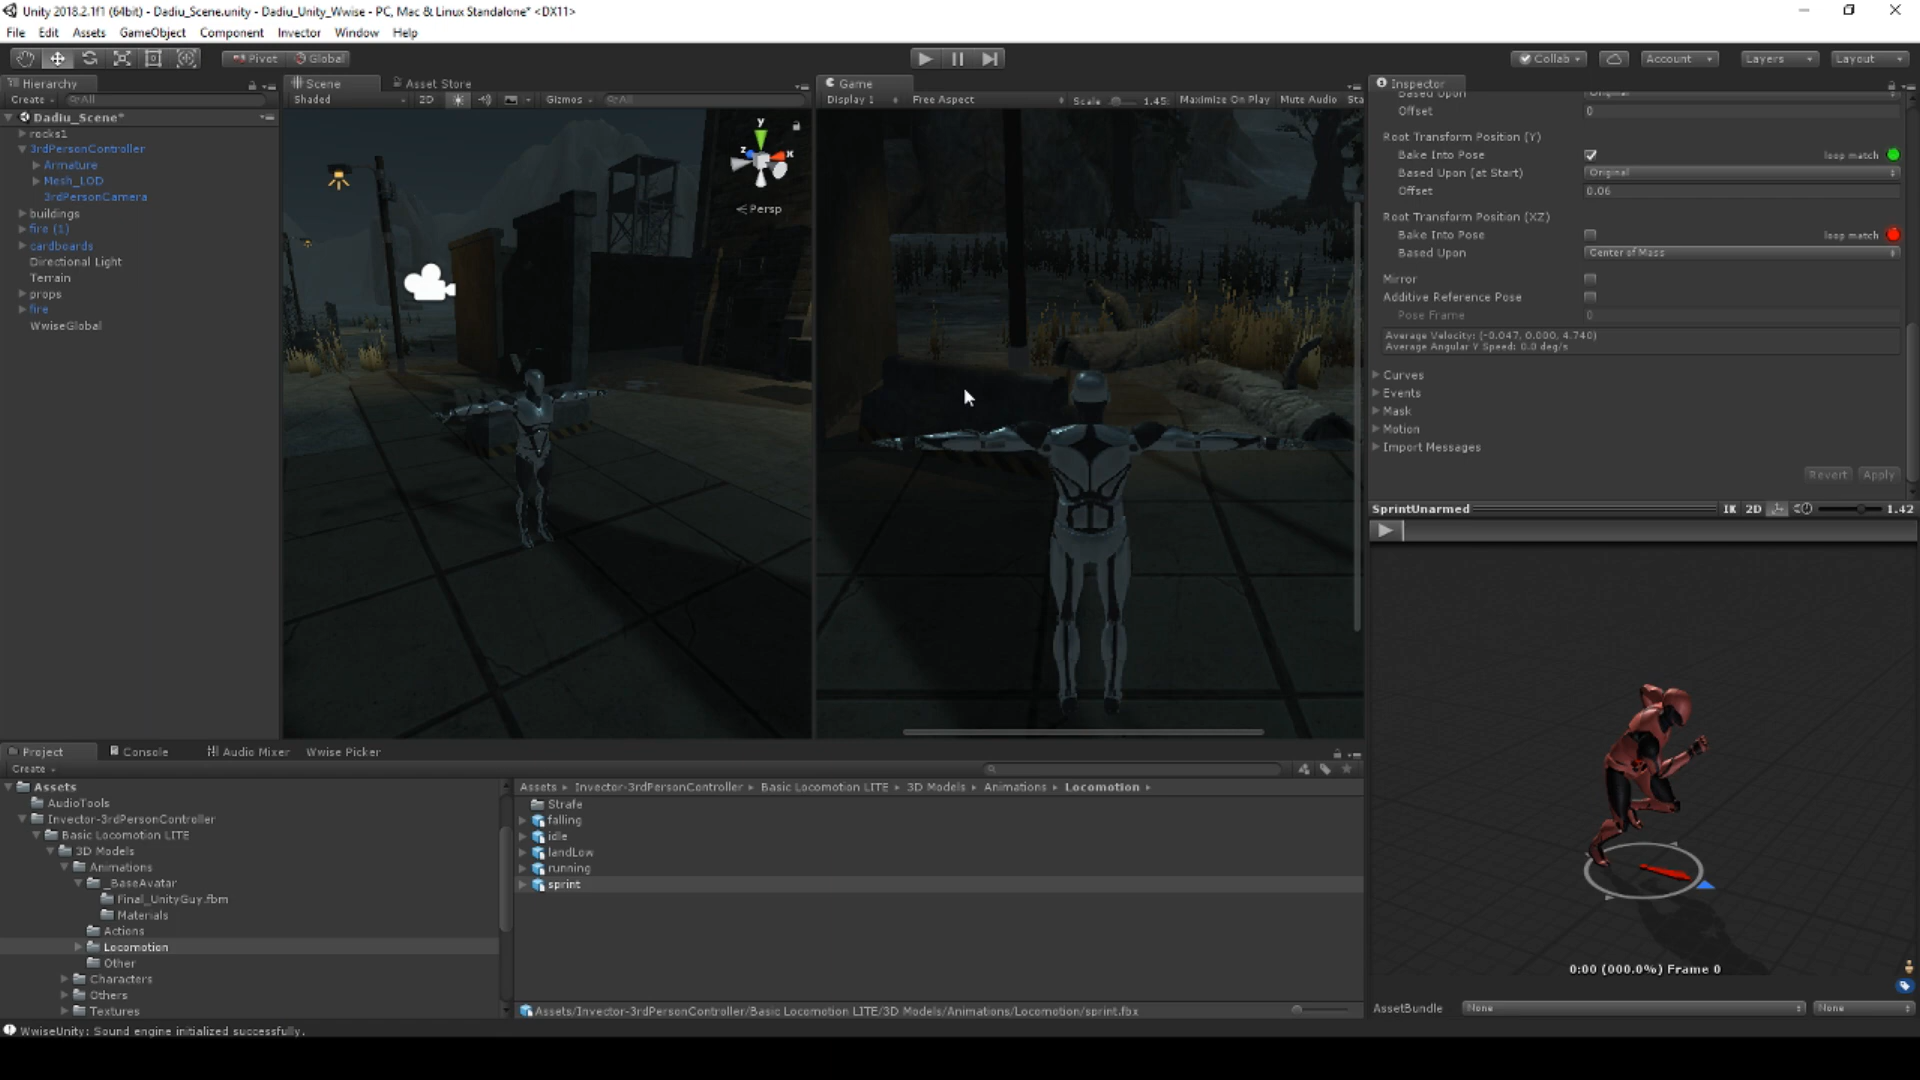 Unity 2018.2.1f1 (64bit) - Dadiu_Scene.unity - Dadiu_Unity_Wwise - PC, Mac & Linux Standalone* <DX11>
File Edit Assets GameObject Component Invector Window Help
Pivot Global
Collab
Account
Layers
Layout
Hierarchy
Create
All
Dadiu_Scene*
rocks1
3rdPersonController
Armature
Mesh_LOD
3rdPersonCamera
buildings
fire (1)
cardboards
Directional Light
Terrain
props
fire
WwiseGlobal
Scene
Asset Store
Shaded
2D
Gizmos
All
y
z
x
Persp
Game
Display 1
Free Aspect
Scale
1.45:
Maximize On Play
Mute Audio
Sta
Inspector
Based Upon
Original
Offset
0
Root Transform Position (Y)
Bake Into Pose
loop match
Based Upon (at Start)
Original
Offset
0.06
Root Transform Position (XZ)
Bake Into Pose
loop match
Based Upon
Center of Mass
Mirror
Additive Reference Pose
Pose Frame
0
Average Velocity: (-0.047, 0.000, 4.740)
Average Angular Y Speed: 0.0 deg/s
Curves
Events
Mask
Motion
Import Messages
Revert
Apply
SprintUnarmed
IK
2D
1.42
0:00 (000.0%) Frame 0
AssetBundle
None
None
Project
Console
Audio Mixer
Wwise Picker
Create
Assets
AudioTools
Invector-3rdPersonController
Basic Locomotion LITE
3D Models
Animations
_BaseAvatar
Final_UnityGuy.fbm
Materials
Actions
Locomotion
Other
Characters
Others
Textures
Assets
Invector-3rdPersonController
Basic Locomotion LITE
3D Models
Animations
Locomotion
Strafe
falling
idle
landLow
running
sprint
Assets/Invector-3rdPersonController/Basic Locomotion LITE/3D Models/Animations/Locomotion/sprint.fbx
WwiseUnity: Sound engine initialized successfully.